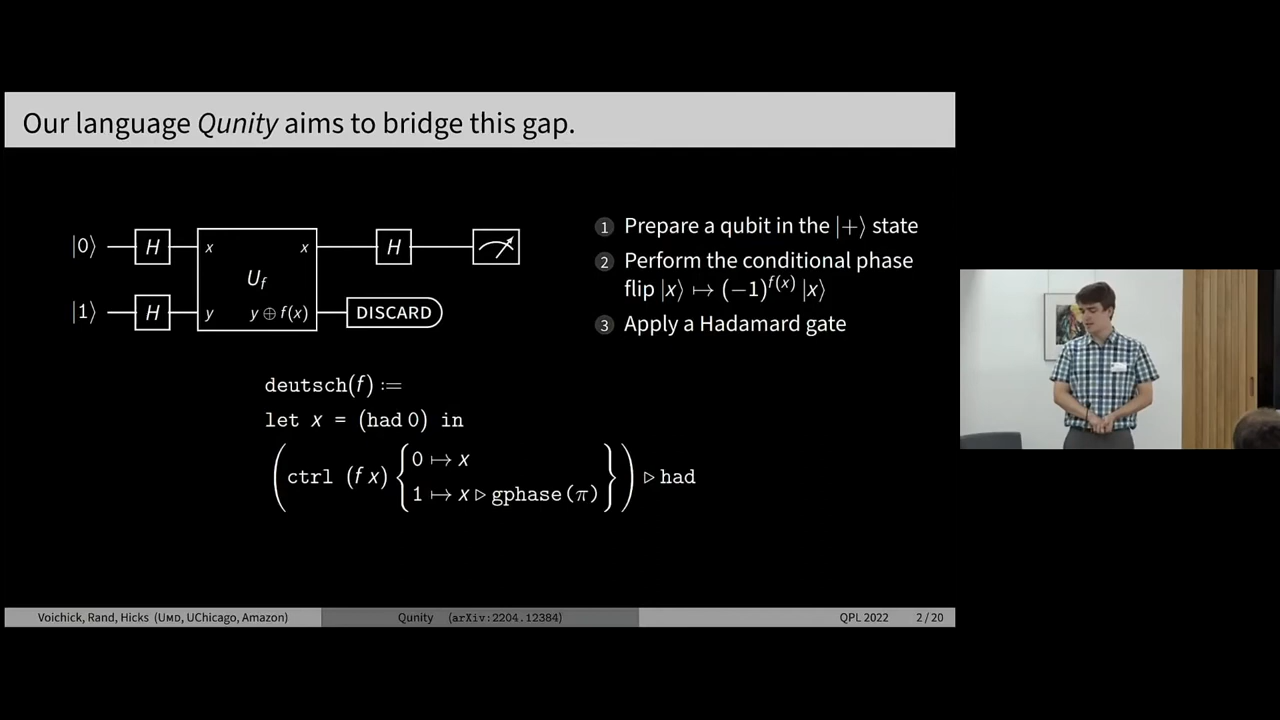 Our language Qunity aims to bridge this gap.
|0⟩ H x x H
U_f
|1⟩ H y y ⊕ f(x) DISCARD
1 Prepare a qubit in the |+⟩ state
2 Perform the conditional phase
flip |x⟩ ↦ (−1)^{f(x)} |x⟩
3 Apply a Hadamard gate
deutsch(f) :=
let x = (had 0) in
( ctrl (f x) { 0 ↦ x
1 ↦ x ▷ gphase(π) } ) ▷ had
Voichick, Rand, Hicks (UMD, UChicago, Amazon) Qunity (arXiv:2204.12384) QPL 2022 2 / 20